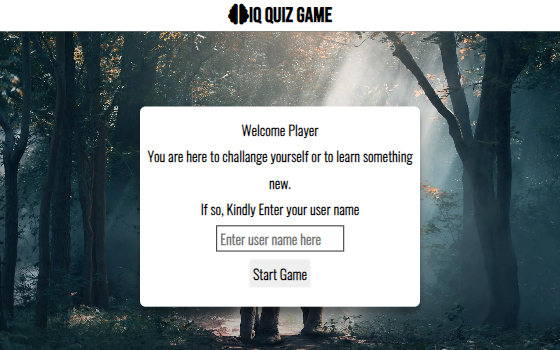 IQ QUIZ GAME
Welcome Player
You are here to challange yourself or to learn something
new.
If so, Kindly Enter your user name
Enter user name here
Start Game